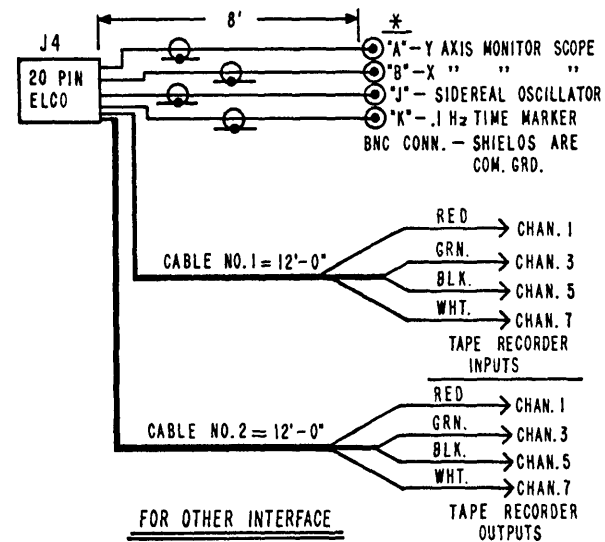 8'
*
J4
20 PIN
ELCO
"A"-Y AXIS MONITOR SCOPE
"B"-X " " "
"J"- SIDEREAL OSCILLATOR
"K"-.1 Hz TIME MARKER
BNC CONN.- SHIELOS ARE
COM. GRD.
CABLE NO.1=12'-0"
RED
CHAN. 1
GRN.
CHAN. 3
BLK.
CHAN. 5
WHT.
CHAN. 7
TAPE RECORDER
INPUTS
CABLE NO.2=12'-0"
RED
CHAN. 1
GRN.
CHAN. 3
BLK.
CHAN. 5
WHT.
CHAN. 7
TAPE RECORDER
OUTPUTS
FOR OTHER INTERFACE